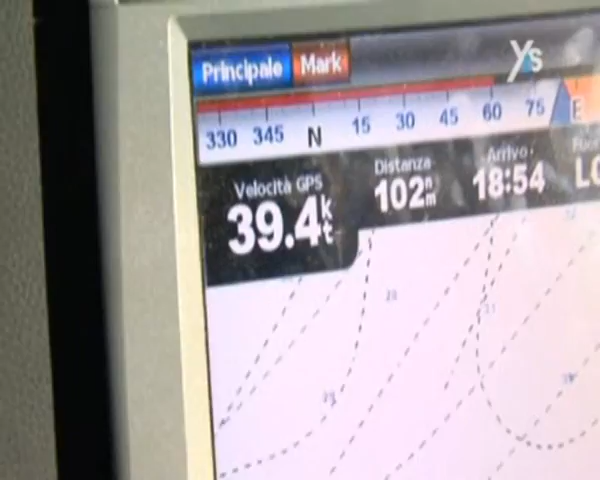 Principale Mark
Ys
330 345 N 15 30 45 60 75 E
Velocità GPS
39.4kt
Distanza
102nm
Arrivo
18:54